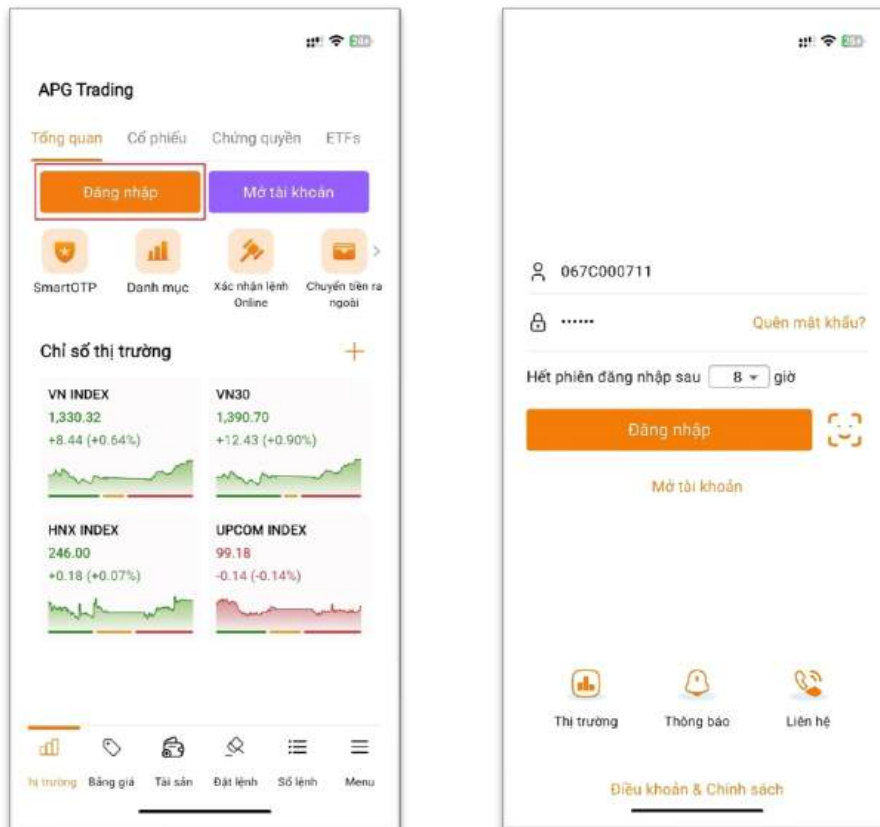 APG Trading
Tổng quan Cổ phiếu Chứng quyền ETFs
Đăng nhập Mở tài khoản
SmartOTP Danh mục Xác nhận lệnh Online Chuyển tiền ra ngoài
Chỉ số thị trường
VN INDEX
1,330.32
+8.44 (+0.64%)
VN30
1,390.70
+12.43 (+0.90%)
HNX INDEX
246.00
+0.18 (+0.07%)
UPCOM INDEX
99.18
-0.14 (-0.14%)
hị trường Bảng giá Tài sản Đặt lệnh Sổ lệnh Menu
067C000711
Quên mật khẩu?
Hết phiên đăng nhập sau 8 giờ
Đăng nhập
Mở tài khoản
Thị trường Thông báo Liên hệ
Điều khoản & Chính sách